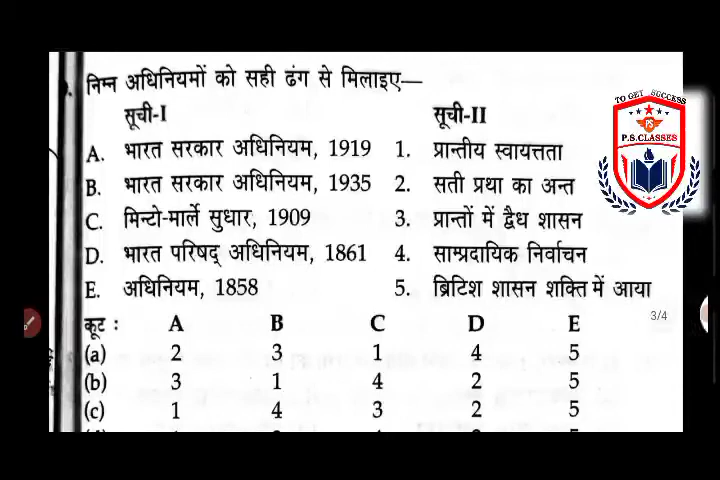 निम्न अधिनियमों को सही ढंग से मिलाइए—
सूची-I सूची-II
A. भारत सरकार अधिनियम, 1919 1. प्रान्तीय स्वायत्तता
B. भारत सरकार अधिनियम, 1935 2. सती प्रथा का अन्त
C. मिन्टो-मार्ले सुधार, 1909 3. प्रान्तों में द्वैध शासन
D. भारत परिषद् अधिनियम, 1861 4. साम्प्रदायिक निर्वाचन
E. अधिनियम, 1858 5. ब्रिटिश शासन शक्ति में आया
कूट : A B C D E
(a) 2 3 1 4 5
(b) 3 1 4 2 5
(c) 1 4 3 2 5
TO GET SUCCESS
PS
P.S.CLASSES
3/4